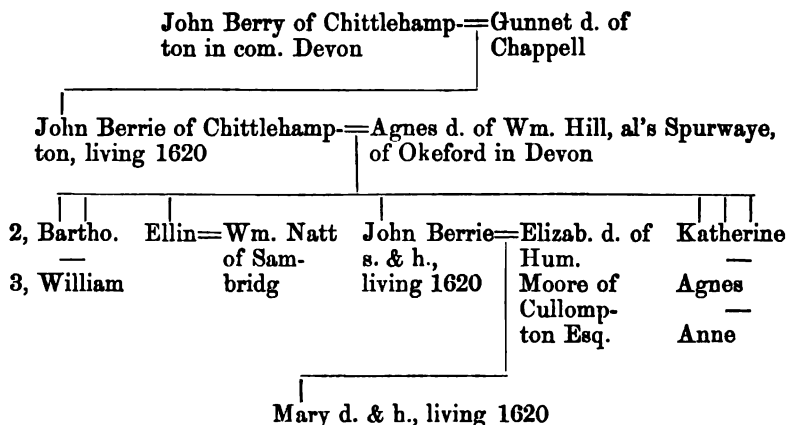 John Berry of Chittlehamp-=Gunnet d. of
ton in com. Devon Chappell
John Berrie of Chittlehamp-=Agnes d. of Wm. Hill, al's Spurwaye,
ton, living 1620 of Okeford in Devon
2, Bartho. Ellin=Wm. Natt John Berrie=Elizab. d. of Katherine
— of Sam- s. & h., Hum. —
3, William bridg living 1620 Moore of Agnes
Cullomp- —
ton Esq. Anne
Mary d. & h., living 1620